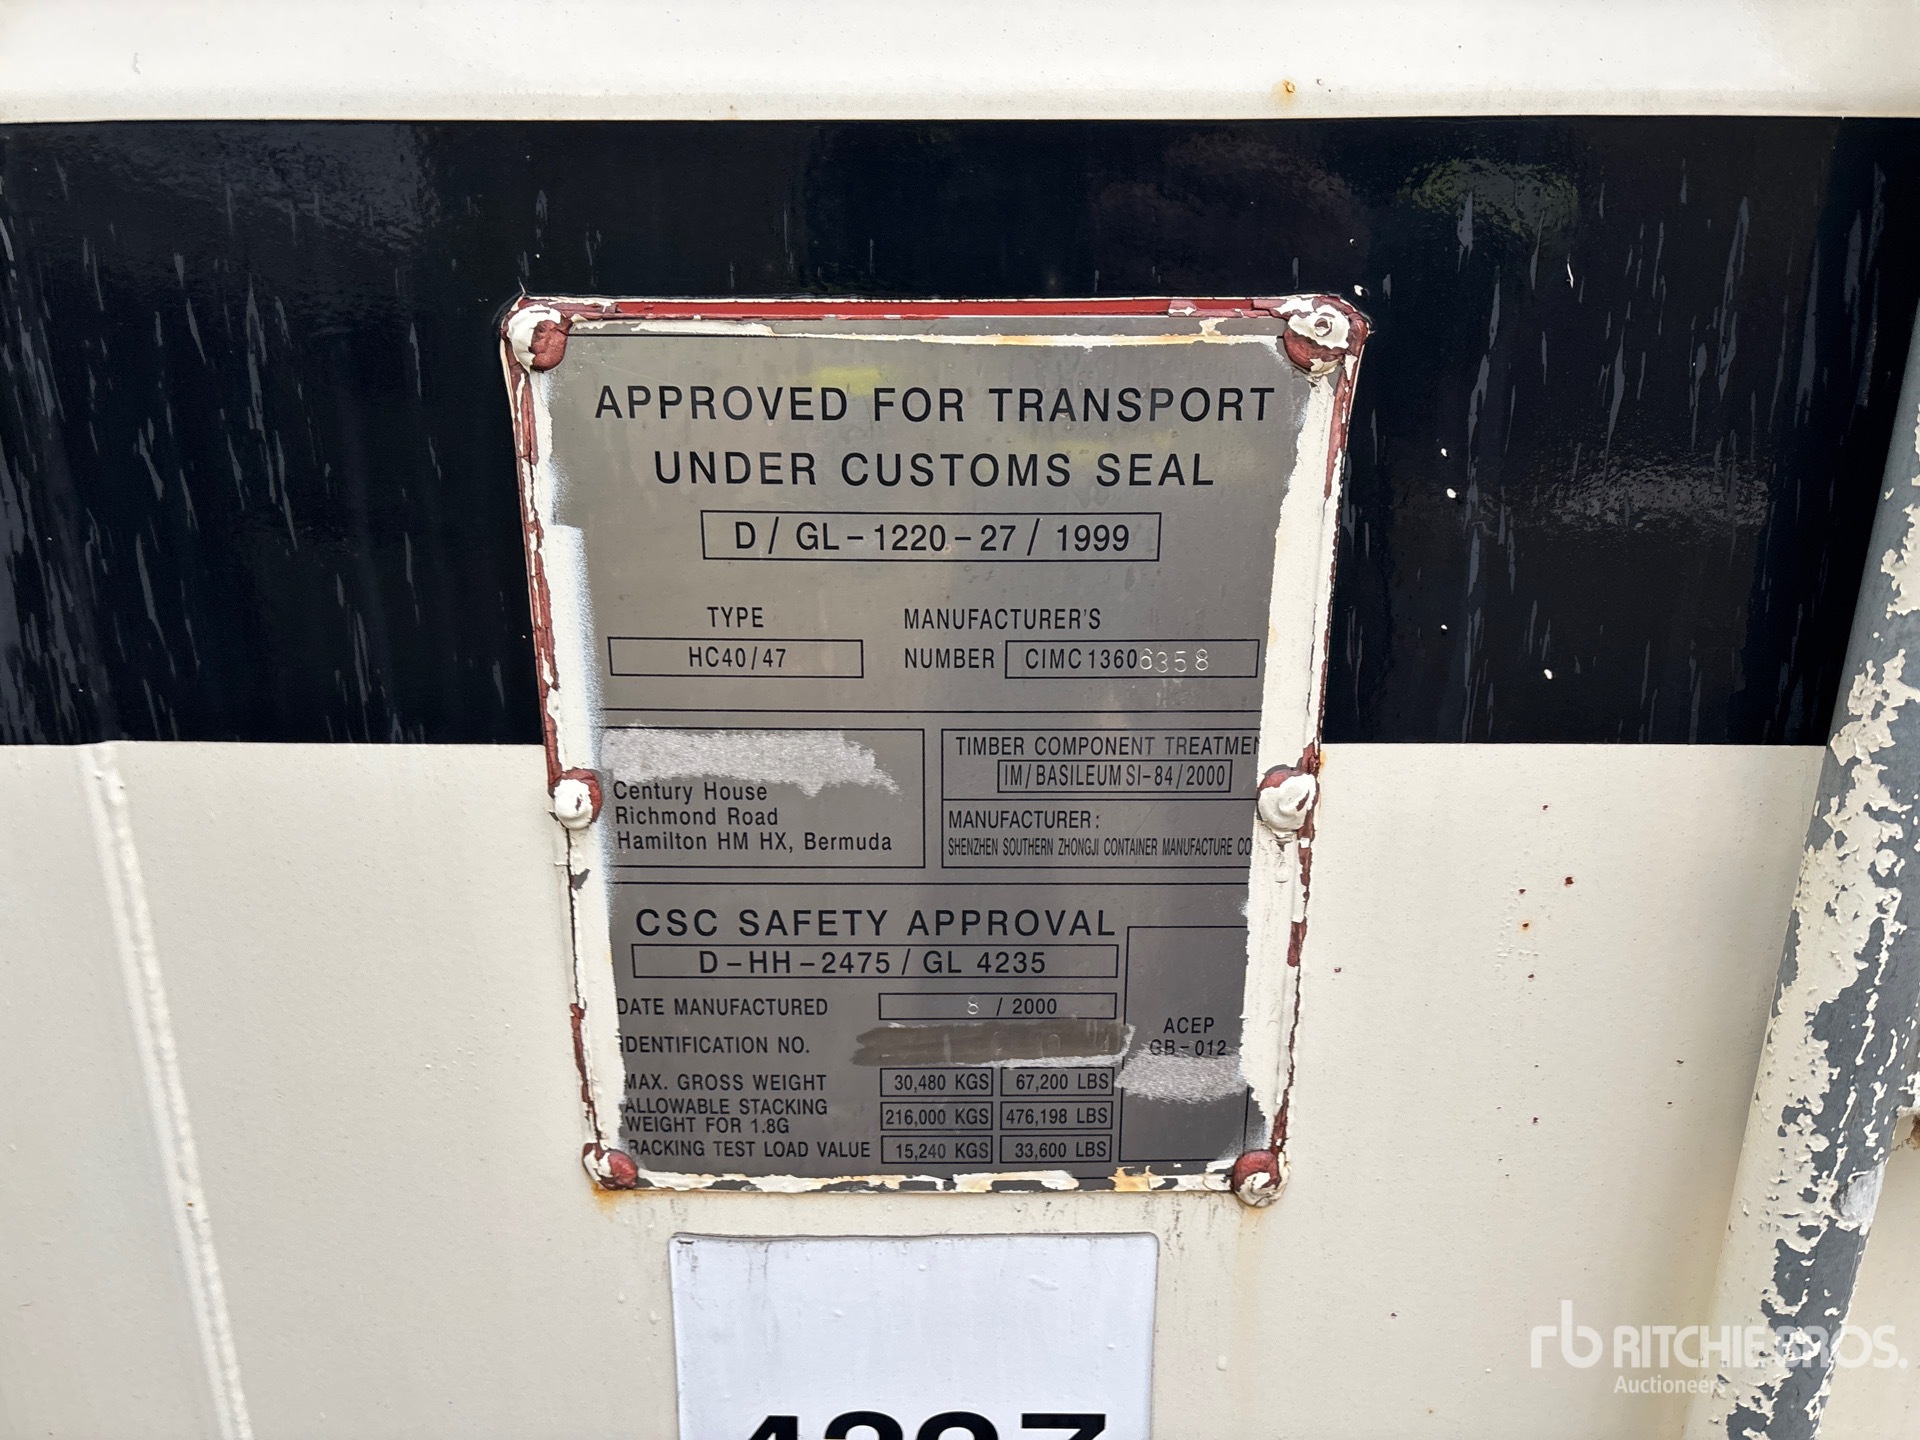 APPROVED FOR TRANSPORT
UNDER CUSTOMS SEAL
D/GL-1220-27/1999
TYPE
HC40/47
MANUFACTURER'S
NUMBER CIMC13606358
Century House
Richmond Road
Hamilton HM HX, Bermuda
TIMBER COMPONENT TREATMEN
IM/BASILEUM SI-84/2000
MANUFACTURER:
SHENZHEN SOUTHERN ZHONGJI CONTAINER MANUFACTURE CO
CSC SAFETY APPROVAL
D-HH-2475/GL 4235
DATE MANUFACTURED 8 / 2000
IDENTIFICATION NO.
MAX. GROSS WEIGHT 30,480 KGS 67,200 LBS
ALLOWABLE STACKING
WEIGHT FOR 1.8G 216,000 KGS 476,198 LBS
RACKING TEST LOAD VALUE 15,240 KGS 33,600 LBS
ACEP
GB-012
rb RITCHIE BROS.
Auctioneers